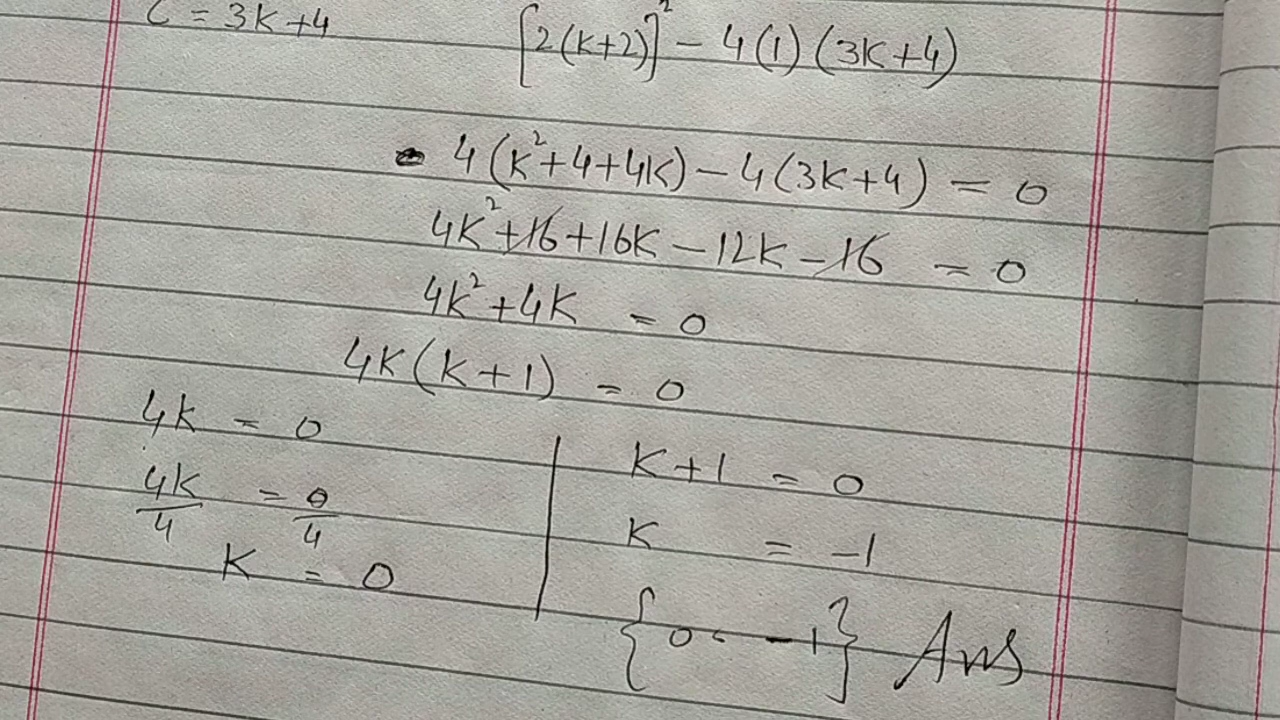 C = 3K+4
[2(K+2)]² - 4(1)(3K+4)
4(K²+4+4K)-4(3K+4) = 0
4K²+16+16K-12K-16 = 0
4K²+4K = 0
4K(K+1) = 0
4K = 0
4K/4 = 0/4
K = 0
K+1 = 0
K = -1
{0, -1} Ans